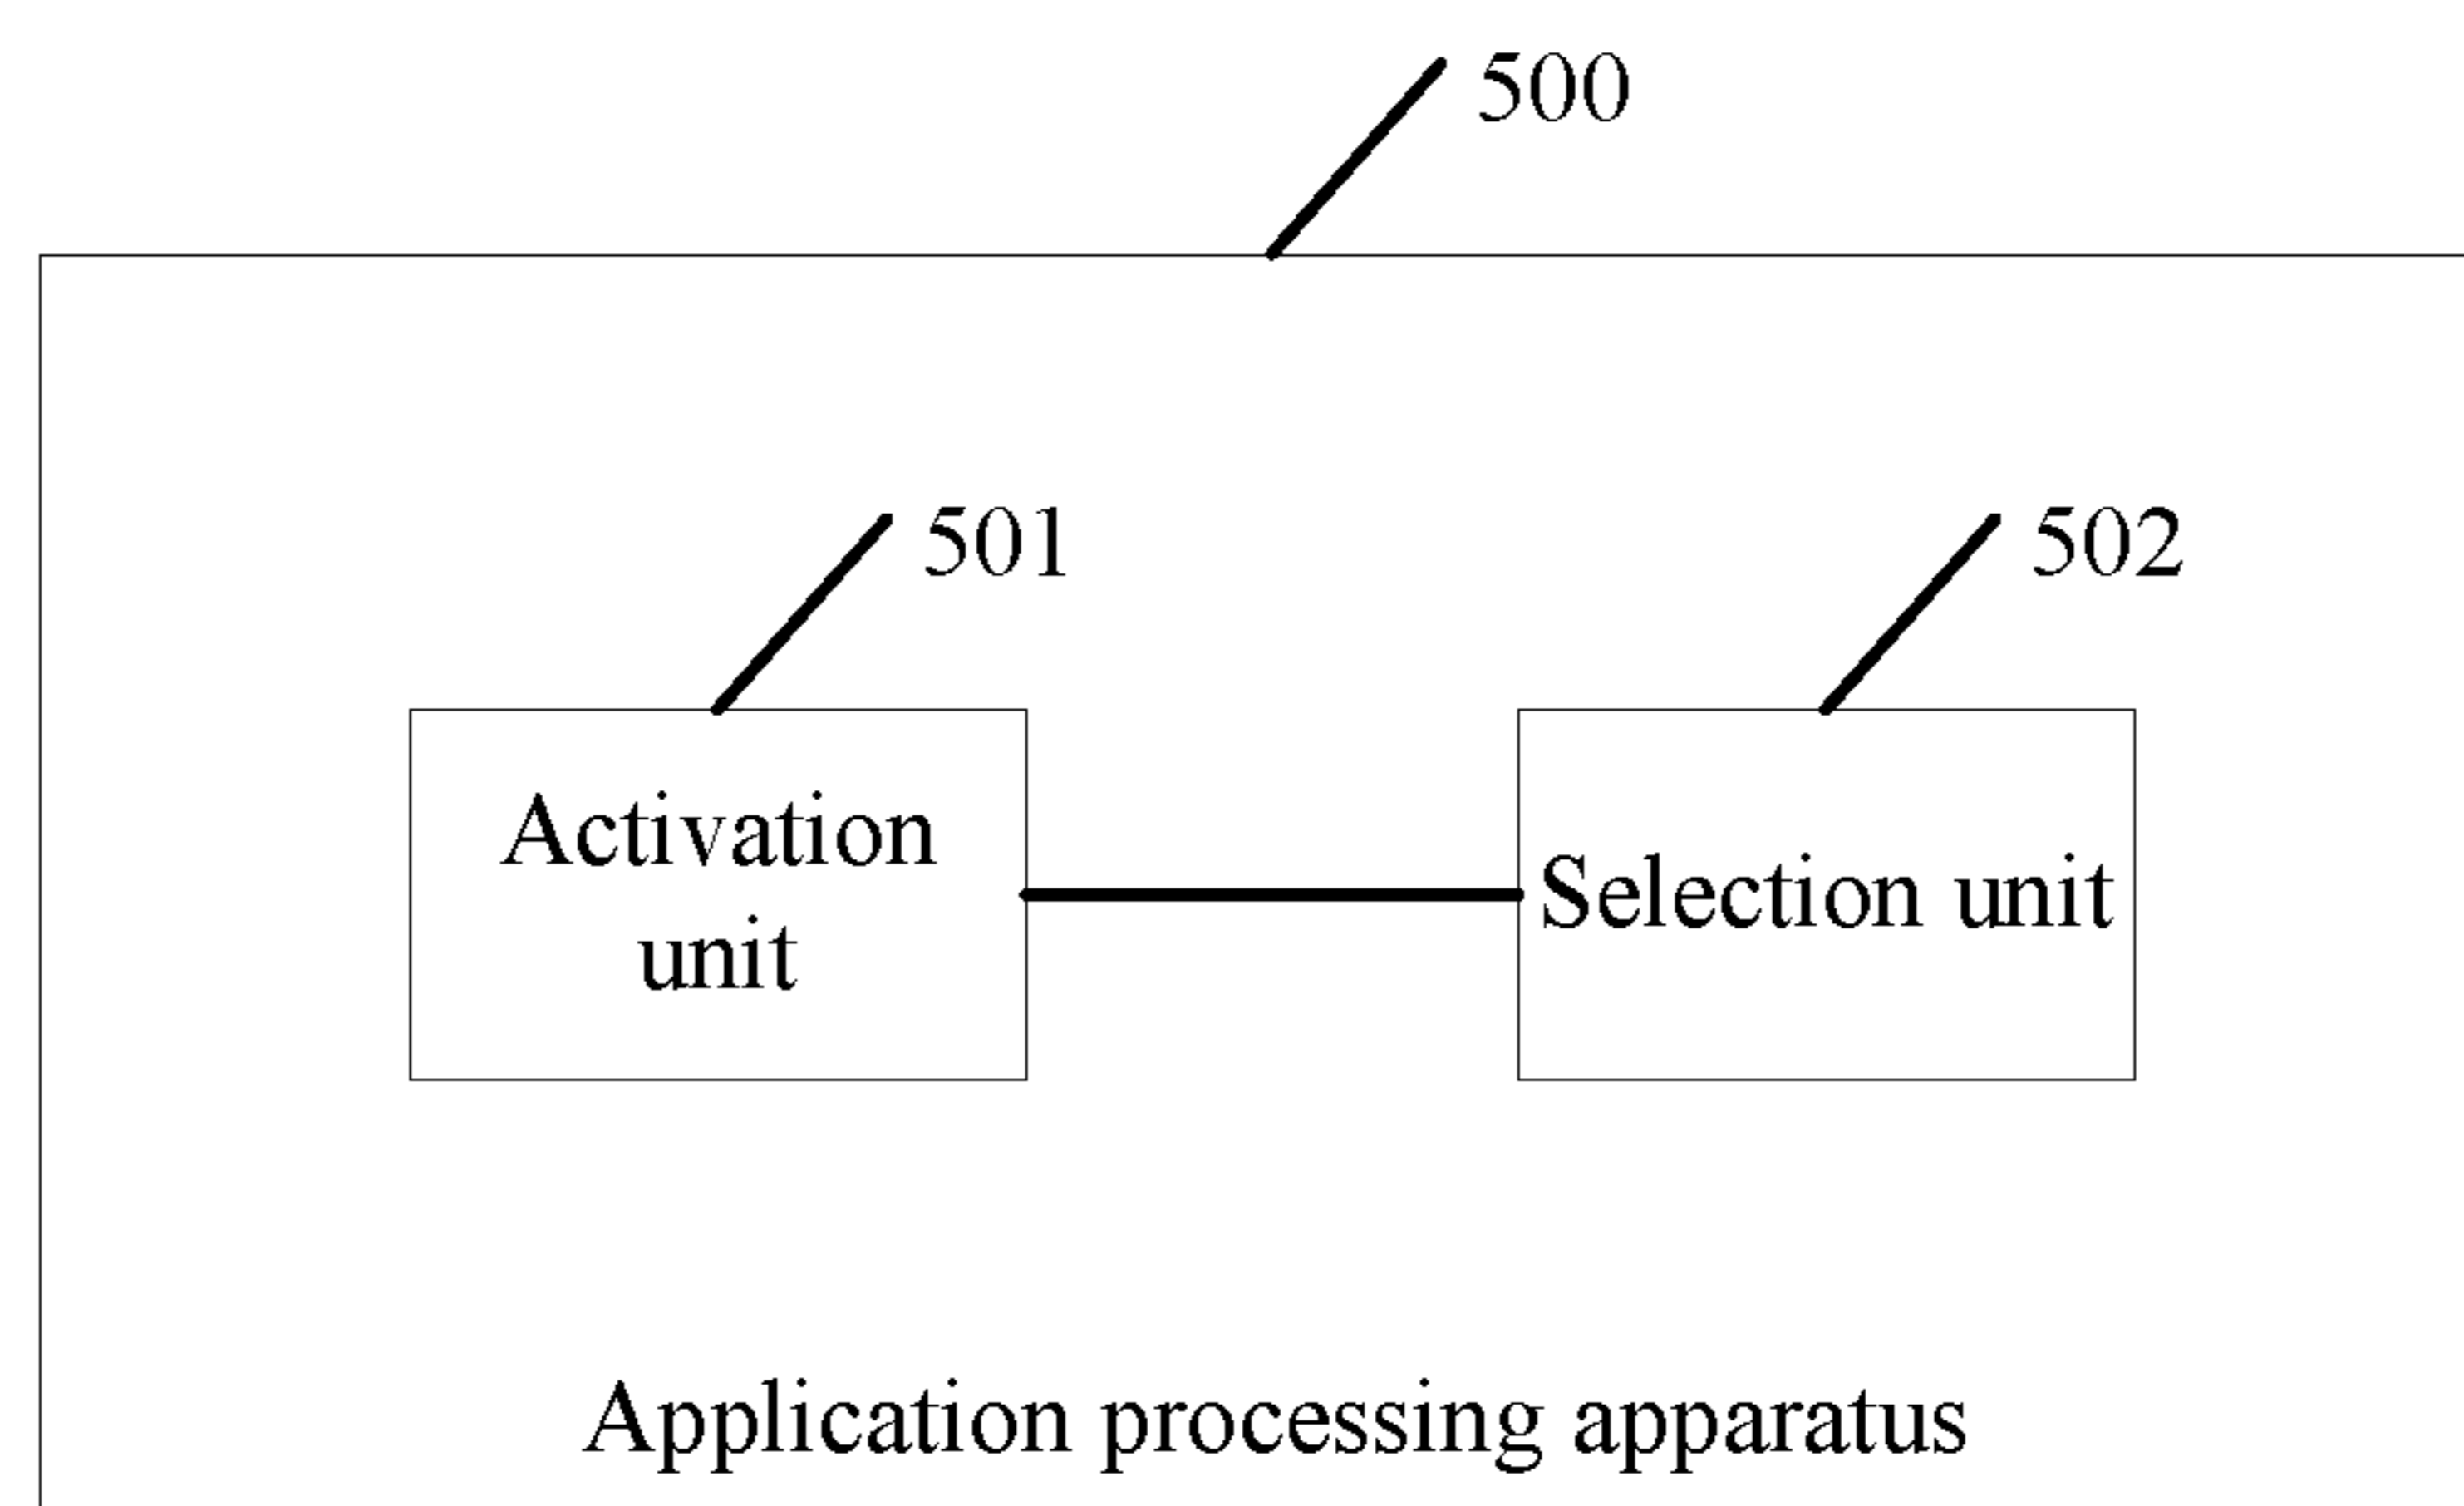 500
501
502
Activation
unit
Selection unit
Application processing apparatus